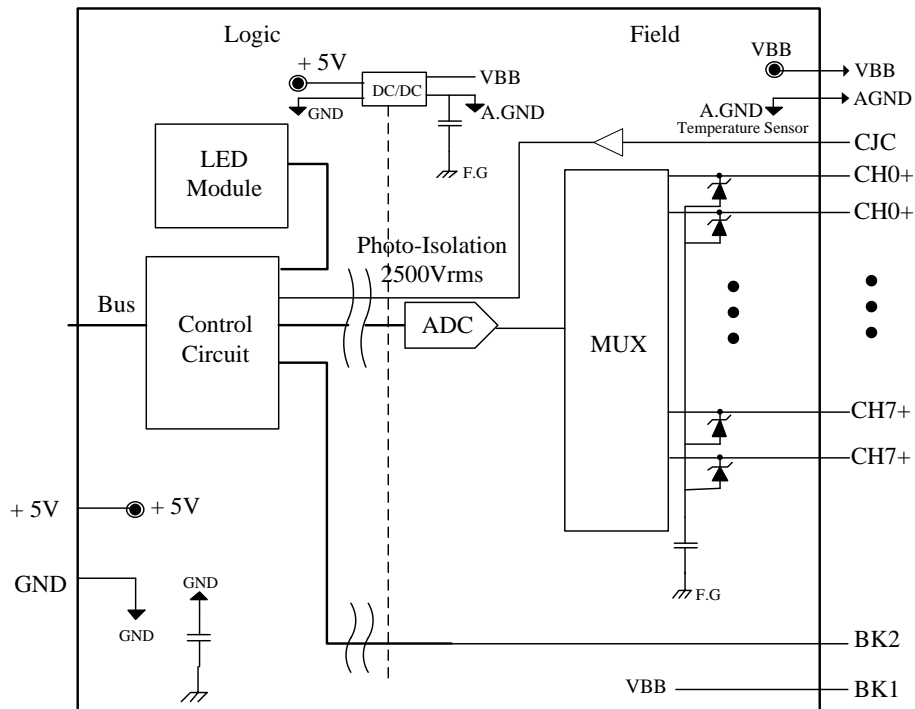 Logic
Field
+ 5V
VBB
DC/DC
GND
A.GND
F.G
VBB
VBB
AGND
A.GND
Temperature Sensor
CJC
LED
Module
CH0+
CH0+
Photo-Isolation
2500Vrms
Bus
Control
Circuit
ADC
MUX
CH7+
CH7+
+ 5V
+ 5V
GND
GND
GND
F.G
BK2
VBB
BK1